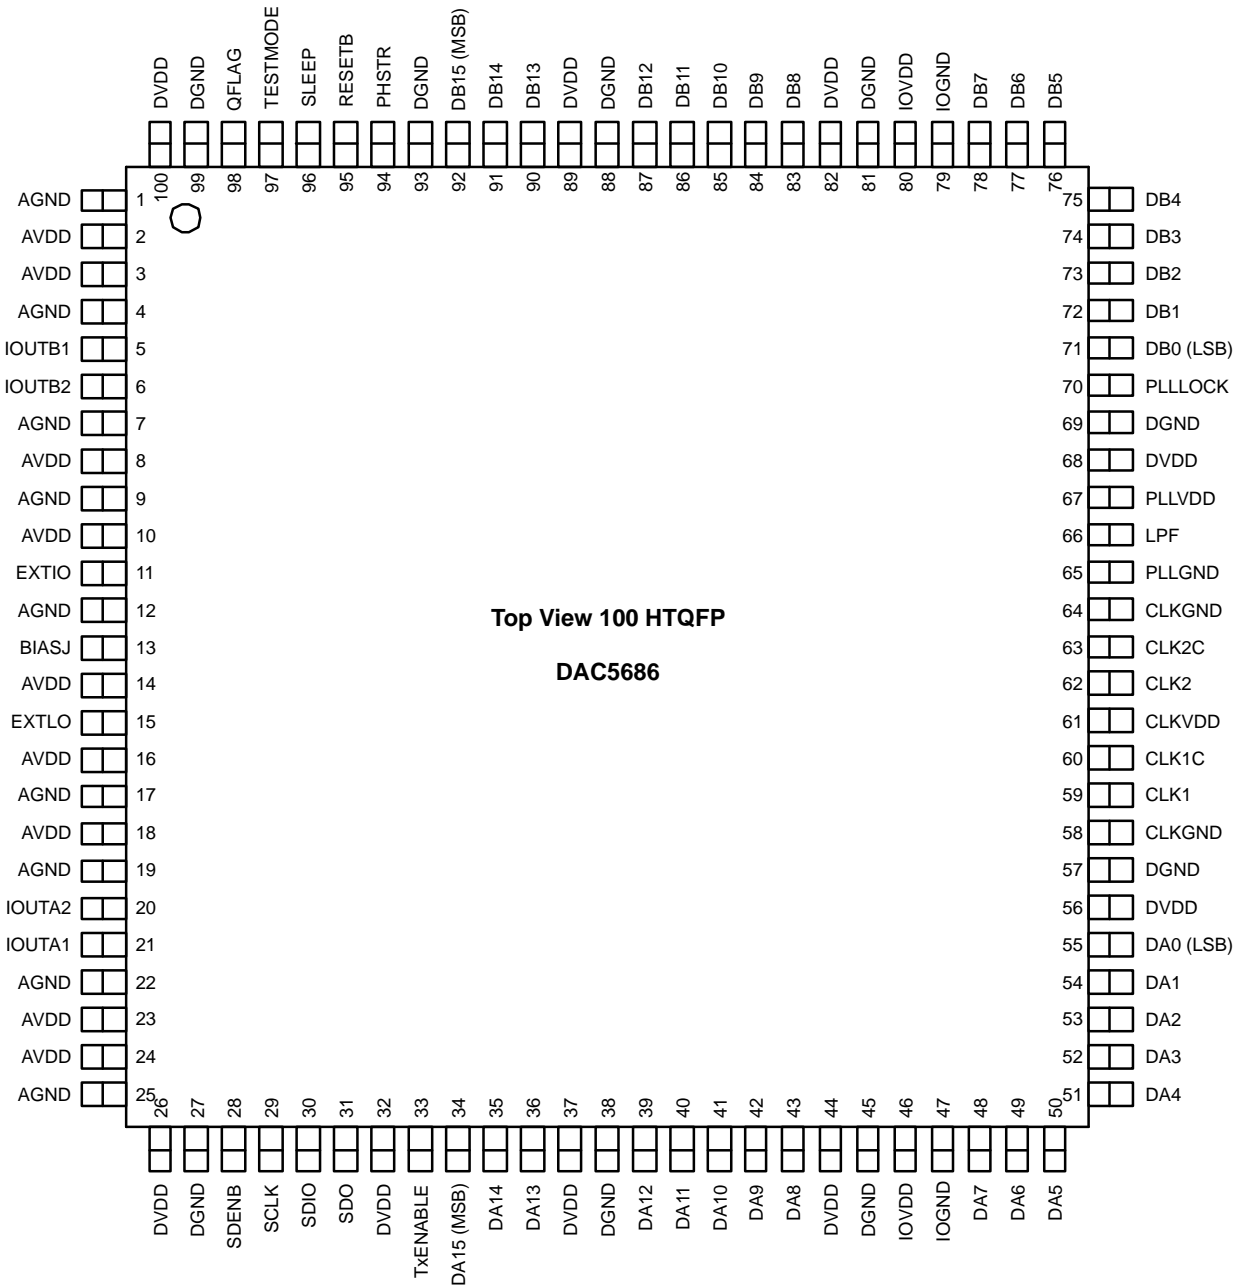 DVDD
DGND
QFLAG
TESTMODE
SLEEP
RESETB
PHSTR
DGND
DB15 (MSB)
DB14
DB13
DVDD
DGND
DB12
DB11
DB10
DB9
DB8
DVDD
DGND
IOVDD
IOGND
DB7
DB6
DB5
100
99
98
97
96
95
94
93
92
91
90
89
88
87
86
85
84
83
82
81
80
79
78
77
76
AGND 1
AVDD 2
AVDD 3
AGND 4
IOUTB1 5
IOUTB2 6
AGND 7
AVDD 8
AGND 9
AVDD 10
EXTIO 11
AGND 12
BIASJ 13
AVDD 14
EXTLO 15
AVDD 16
AGND 17
AVDD 18
AGND 19
IOUTA2 20
IOUTA1 21
AGND 22
AVDD 23
AVDD 24
AGND 25
Top View 100 HTQFP
DAC5686
75 DB4
74 DB3
73 DB2
72 DB1
71 DB0 (LSB)
70 PLLLOCK
69 DGND
68 DVDD
67 PLLVDD
66 LPF
65 PLLGND
64 CLKGND
63 CLK2C
62 CLK2
61 CLKVDD
60 CLK1C
59 CLK1
58 CLKGND
57 DGND
56 DVDD
55 DA0 (LSB)
54 DA1
53 DA2
52 DA3
51 DA4
26
27
28
29
30
31
32
33
34
35
36
37
38
39
40
41
42
43
44
45
46
47
48
49
50
DVDD
DGND
SDENB
SCLK
SDIO
SDO
DVDD
TxENABLE
DA15 (MSB)
DA14
DA13
DVDD
DGND
DA12
DA11
DA10
DA9
DA8
DVDD
DGND
IOVDD
IOGND
DA7
DA6
DA5